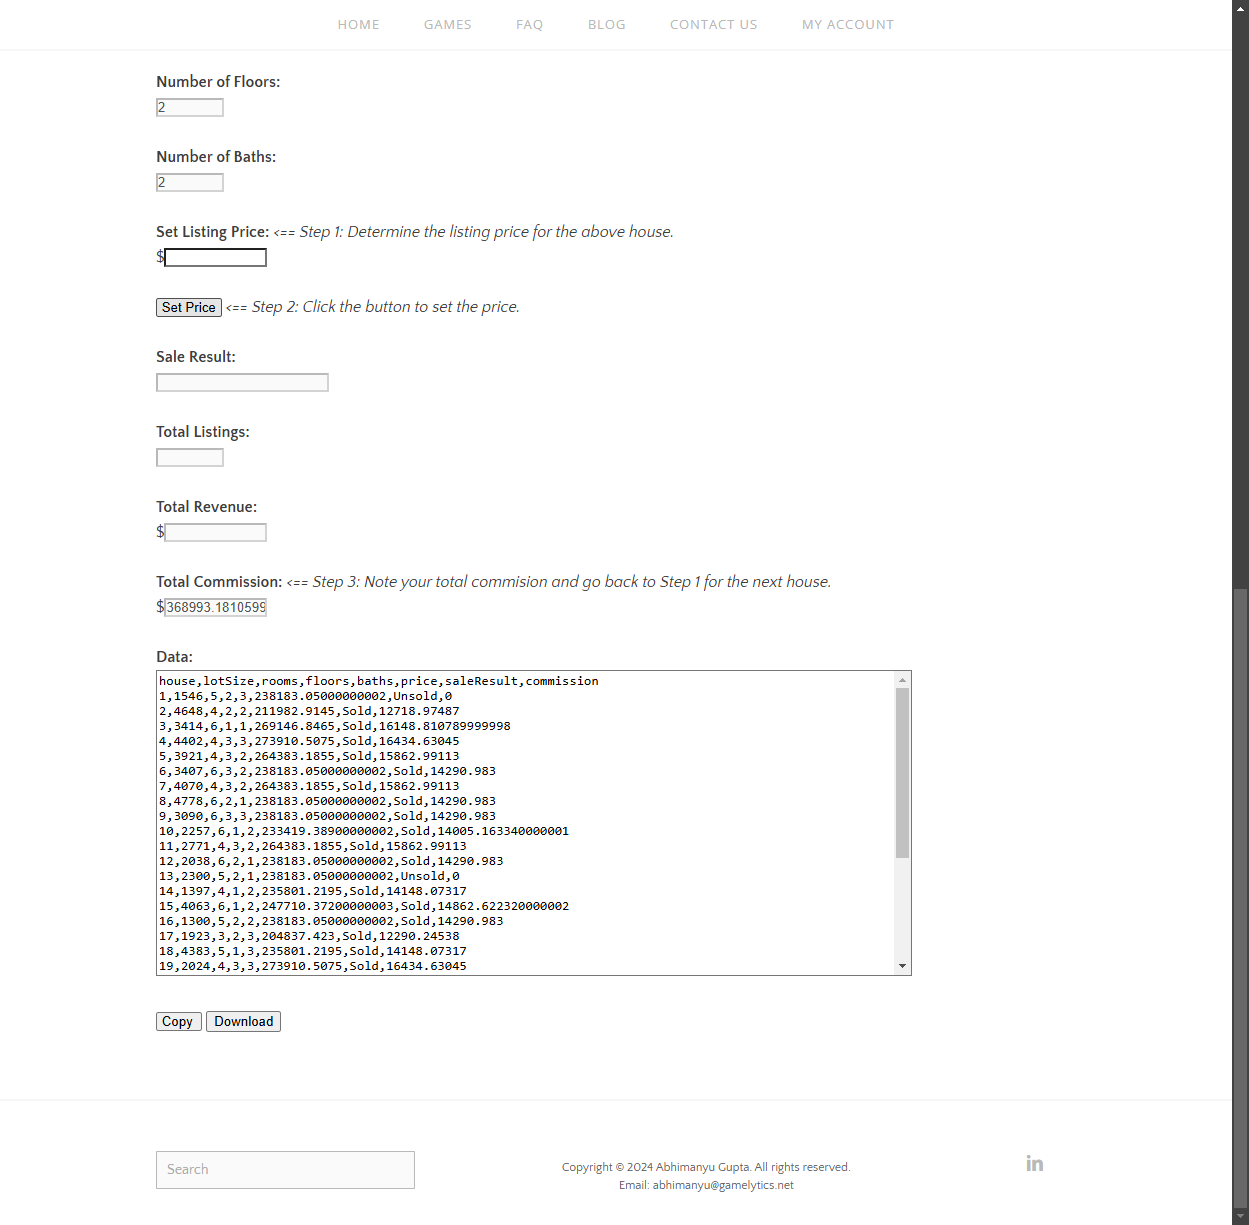 HOME GAMES FAQ BLOG CONTACT US MY ACCOUNT
Number of Floors:
2
Number of Baths:
2
Set Listing Price: <== Step 1: Determine the listing price for the above house.
$
Set Price <== Step 2: Click the button to set the price.
Sale Result:
Total Listings:
Total Revenue:
$
Total Commission: <== Step 3: Note your total commision and go back to Step 1 for the next house.
$368993.1810599
Data:
house,lotSize,rooms,floors,baths,price,saleResult,commission
1,1546,5,2,3,238183.05000000002,Unsold,0
2,4648,4,2,2,211982.9145,Sold,12718.97487
3,3414,6,1,1,269146.8465,Sold,16148.810789999998
4,4402,4,3,3,273910.5075,Sold,16434.63045
5,3921,4,3,2,264383.1855,Sold,15862.99113
6,3407,6,3,2,238183.05000000002,Sold,14290.983
7,4070,4,3,2,264383.1855,Sold,15862.99113
8,4778,6,2,1,238183.05000000002,Sold,14290.983
9,3090,6,3,3,238183.05000000002,Sold,14290.983
10,2257,6,1,2,233419.38900000002,Sold,14005.163340000001
11,2771,4,3,2,264383.1855,Sold,15862.99113
12,2038,6,2,1,238183.05000000002,Sold,14290.983
13,2300,5,2,1,238183.05000000002,Unsold,0
14,1397,4,1,2,235801.2195,Sold,14148.07317
15,4063,6,1,2,247710.37200000003,Sold,14862.622320000002
16,1300,5,2,2,238183.05000000002,Sold,14290.983
17,1923,3,2,3,204837.423,Sold,12290.24538
18,4383,5,1,3,235801.2195,Sold,14148.07317
19,2024,4,3,3,273910.5075,Sold,16434.63045
Copy Download
Search
Copyright © 2024 Abhimanyu Gupta. All rights reserved.
Email: abhimanyu@gamelytics.net
in